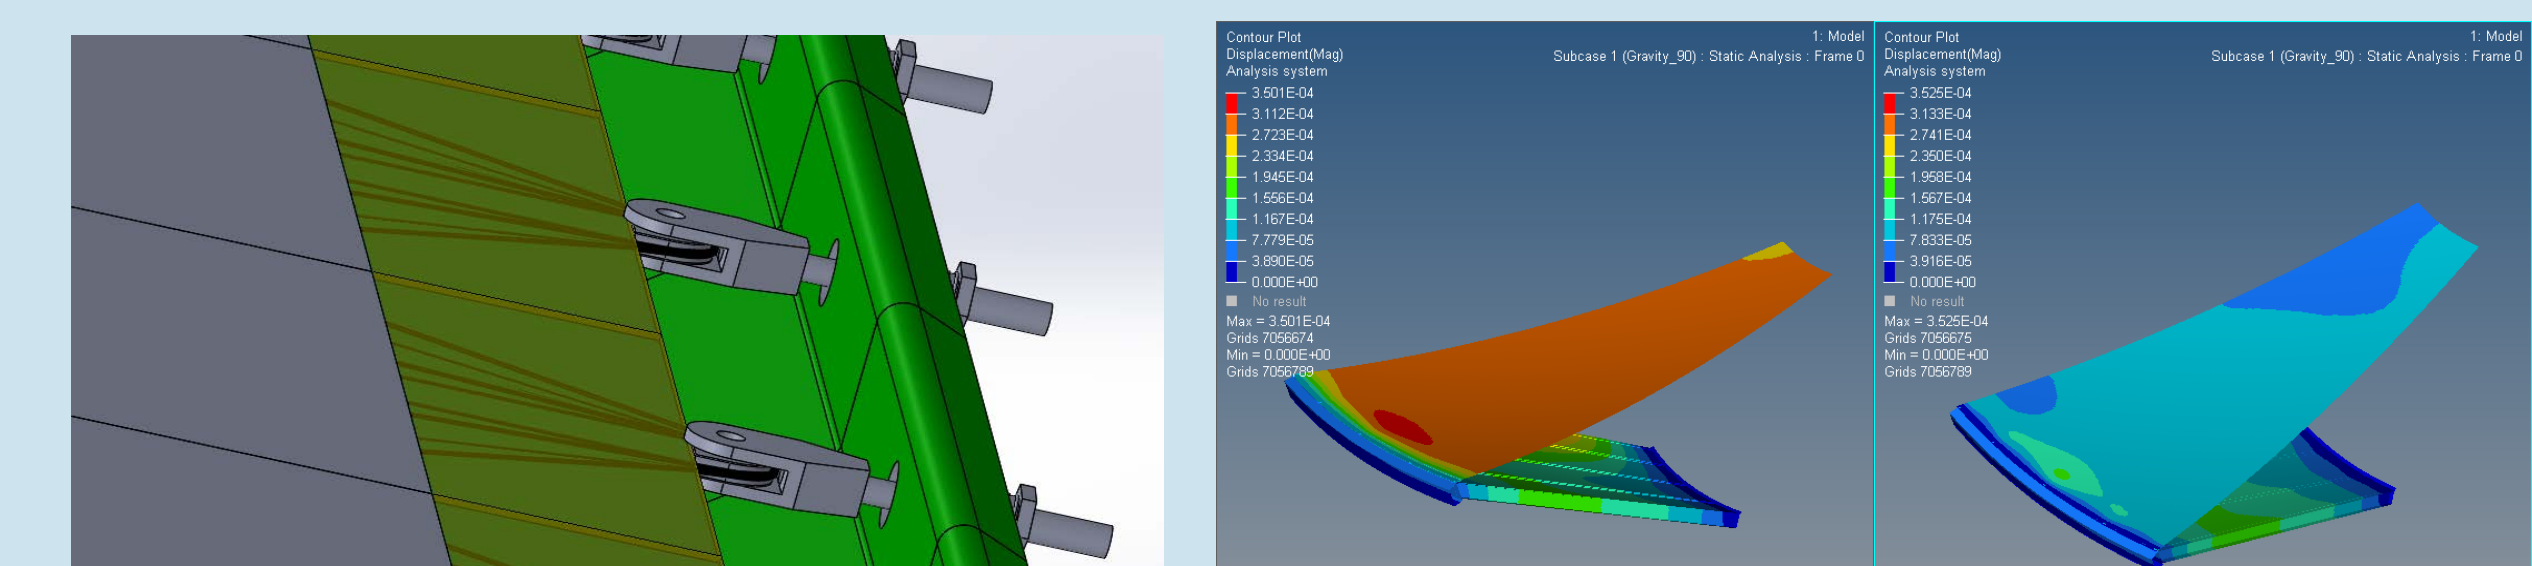 Contour Plot
Displacement(Mag)
Analysis system
1: Model
Subcase 1 (Gravity_90) : Static Analysis : Frame 0
3.501E-04
3.112E-04
2.723E-04
2.334E-04
1.945E-04
1.556E-04
1.167E-04
7.779E-05
3.890E-05
0.000E+00
No result
Max = 3.501E-04
Grids 7056674
Min = 0.000E+00
Grids 7056789
Contour Plot
Displacement(Mag)
Analysis system
1: Model
Subcase 1 (Gravity_90) : Static Analysis : Frame 0
3.525E-04
3.133E-04
2.741E-04
2.350E-04
1.958E-04
1.567E-04
1.175E-04
7.833E-05
3.916E-05
0.000E+00
No result
Max = 3.525E-04
Grids 7056675
Min = 0.000E+00
Grids 7056789